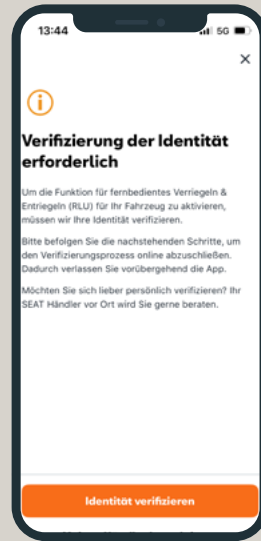 13:44
5G
Verifizierung der Identität
erforderlich
Um die Funktion für fernbedientes Verriegeln &
Entriegeln (RLU) für Ihr Fahrzeug zu aktivieren,
müssen wir Ihre Identität verifizieren.
Bitte befolgen Sie die nachstehenden Schritte, um
den Verifizierungsprozess online abzuschließen.
Dadurch verlassen Sie vorübergehend die App.
Möchten Sie sich lieber persönlich verifizieren? Ihr
SEAT Händler vor Ort wird Sie gerne beraten.
Identität verifizieren